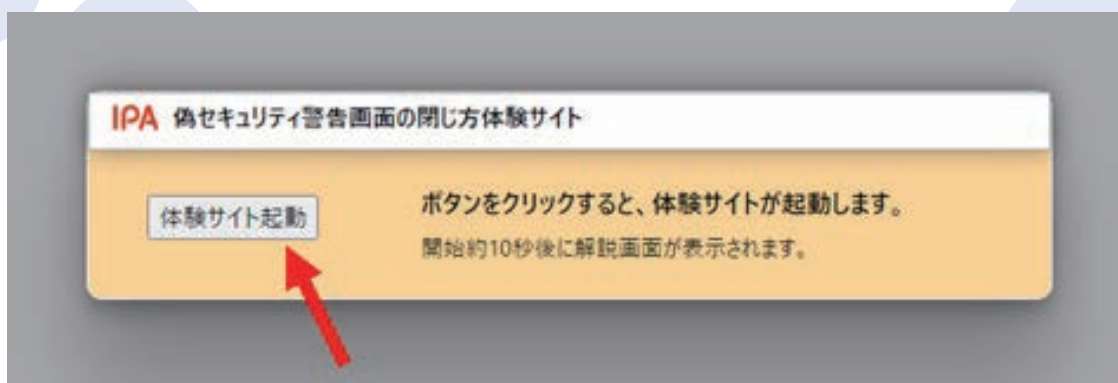 IPA 偽セキュリティ警告画面の閉じ方体験サイト
体験サイト起動
ボタンをクリックすると、体験サイトが起動します。
開始約10秒後に解説画面が表示されます。